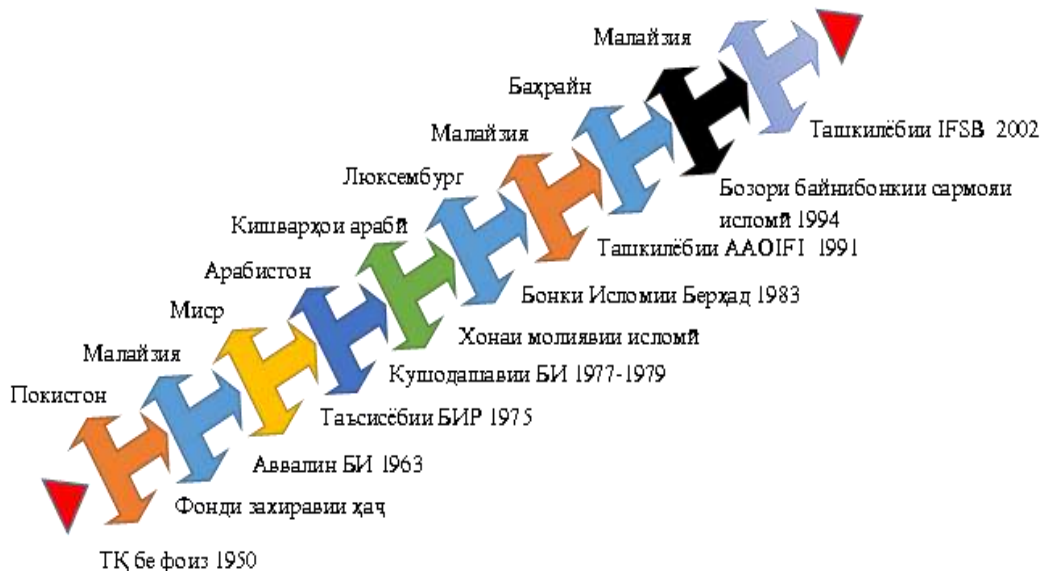 Малайзия
Баҳрайн
Ташкилёбии IFSB 2002
Малайзия
Люксембург
Бозори байнибонкии сармояи
исломӣ 1994
Кишварҳои арабӣ
Ташкилёбии AAOIFI 1991
Арабистон
Бонки Исломии Берҳад 1983
Миср
Хонаи молиявии исломӣ
Малайзия
Кушодашавии БИ 1977-1979
Покистон
Таъсисёбии БИР 1975
Аввалин БИ 1963
Фонди захиравии ҳаҷ
ТҚ бе фоиз 1950